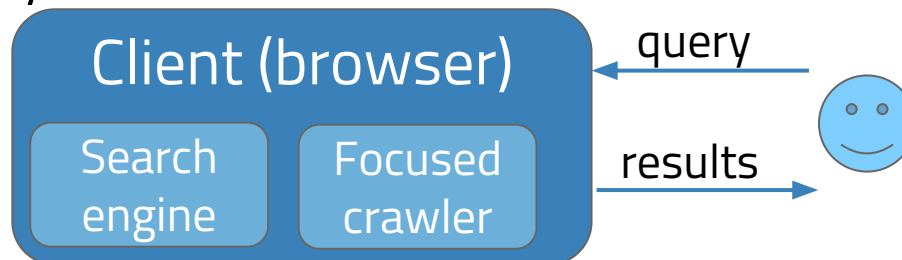 Client (browser)
query
Search
engine
Focused
crawler
results